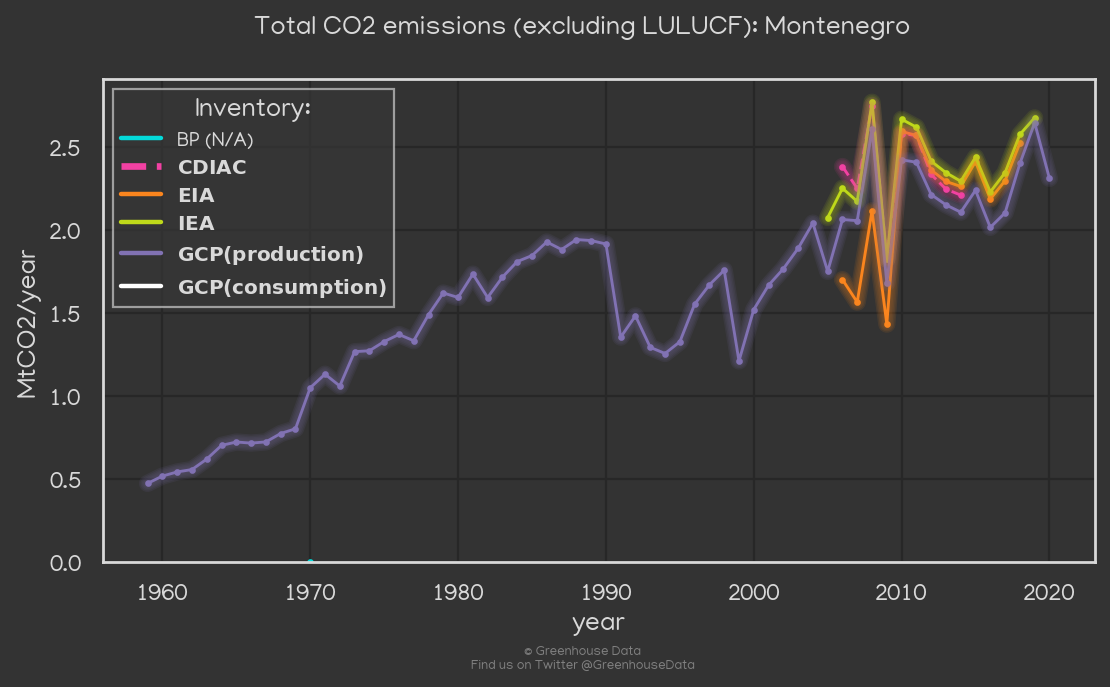 Total CO2 emissions (excluding LULUCF): Montenegro
Inventory:
BP (N/A)
CDIAC
EIA
IEA
GCP(production)
GCP(consumption)
MtCO2/year
2.5
2.0
1.5
1.0
0.5
0.0
1960 1970 1980 1990 2000 2010 2020
year
© Greenhouse Data
Find us on Twitter @GreenhouseData